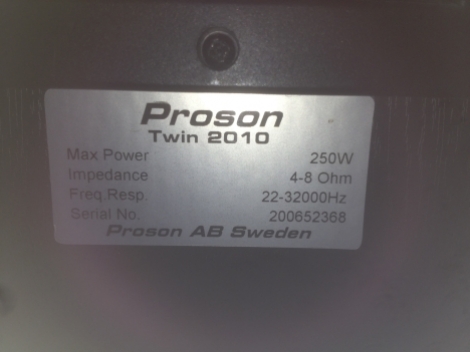 Proson
Twin 2010
Max Power 250W
Impedance 4-8 Ohm
Freq.Resp. 22-32000Hz
Serial No. 200652368
Proson AB Sweden